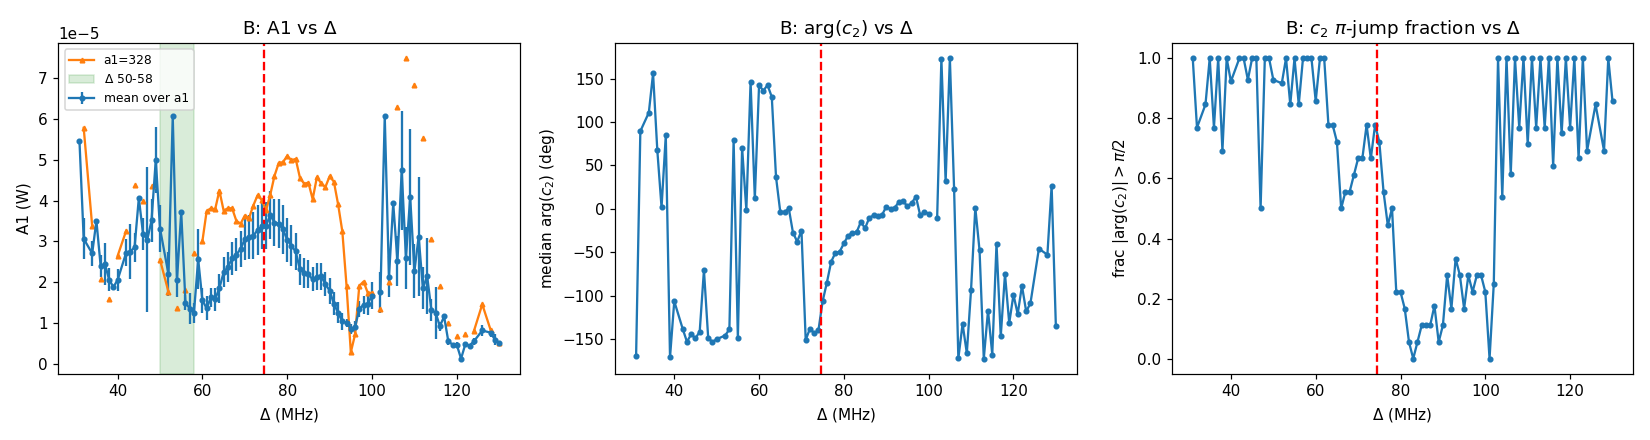 B: A1 vs Δ
1e−5
A1 (W)
7
6
5
4
3
2
1
0
a1=328
Δ 50-58
mean over a1
40 60 80 100 120
Δ (MHz)
B: arg(c₂) vs Δ
median arg(c₂) (deg)
150
100
50
0
−50
−100
−150
40 60 80 100 120
Δ (MHz)
B: c₂ π-jump fraction vs Δ
frac |arg(c₂)| > π/2
1.0
0.8
0.6
0.4
0.2
0.0
40 60 80 100 120
Δ (MHz)